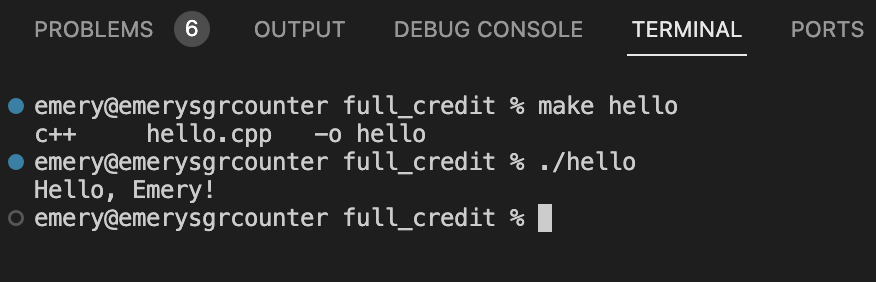 PROBLEMS 6 OUTPUT DEBUG CONSOLE TERMINAL PORTS
emery@emerysgrcounter full_credit % make hello
c++     hello.cpp   -o hello
emery@emerysgrcounter full_credit % ./hello
Hello, Emery!
emery@emerysgrcounter full_credit %